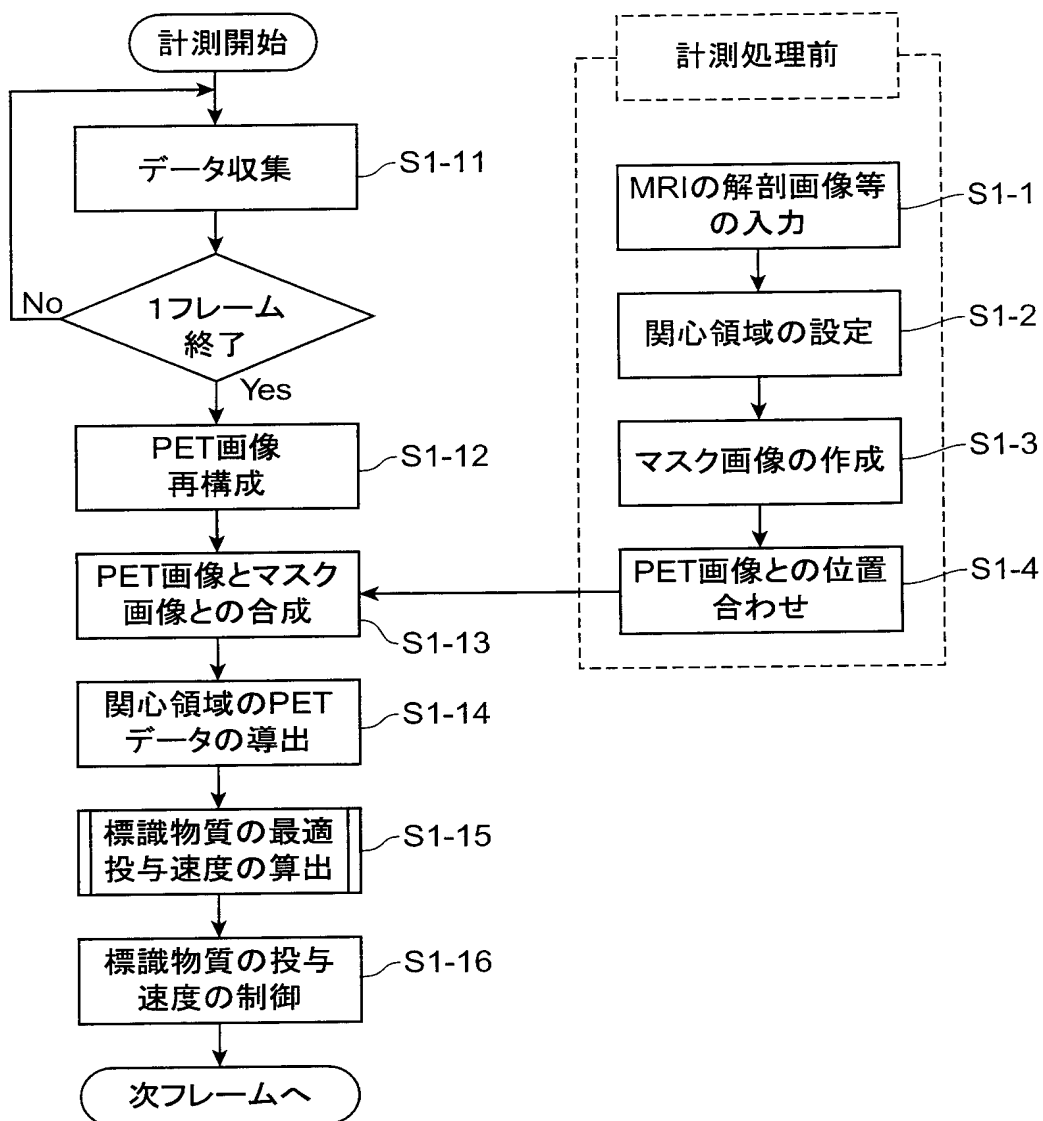 計測開始
データ収集
S1-11
1フレーム
終了
No
Yes
PET画像
再構成
S1-12
PET画像とマスク
画像との合成
S1-13
関心領域のPET
データの導出
S1-14
標識物質の最適
投与速度の算出
S1-15
標識物質の投与
速度の制御
S1-16
次フレームへ
計測処理前
MRIの解剖画像等
の入力
S1-1
関心領域の設定
S1-2
マスク画像の作成
S1-3
PET画像との位置
合わせ
S1-4